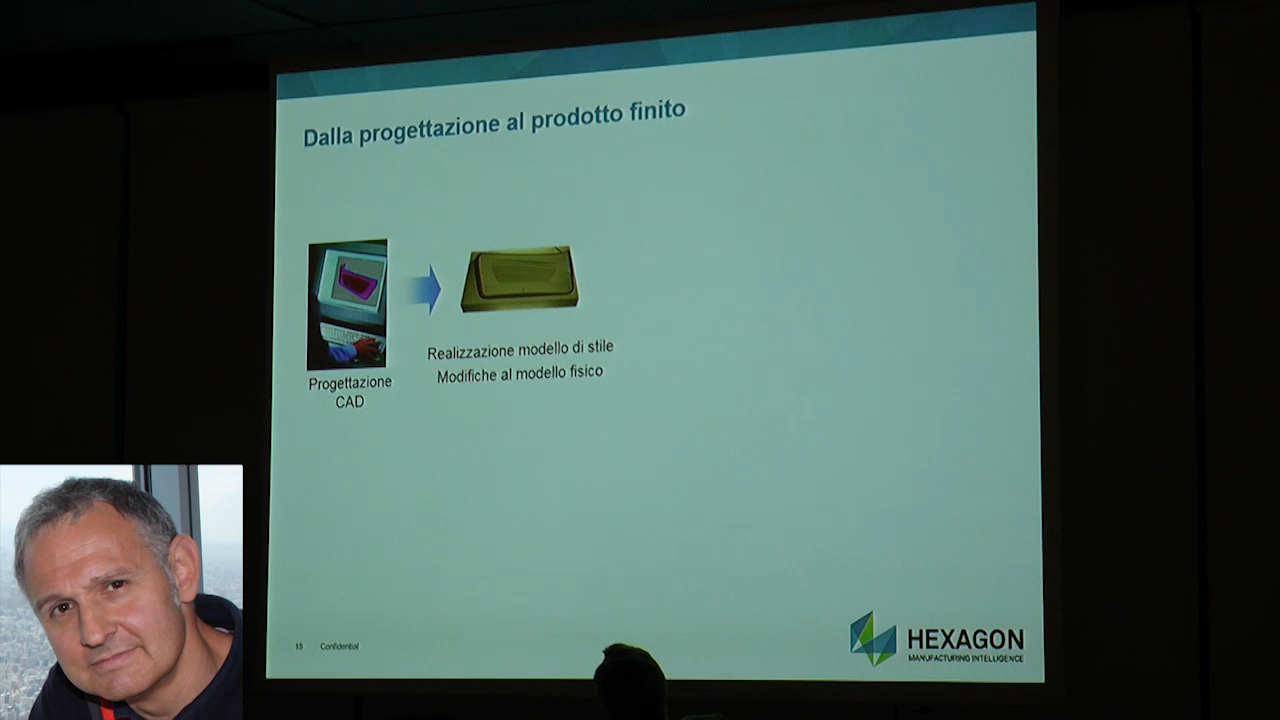 Dalla progettazione al prodotto finito
Progettazione
CAD
Realizzazione modello di stile
Modifiche al modello fisico
18 Confidential
HEXAGON
MANUFACTURING INTELLIGENCE